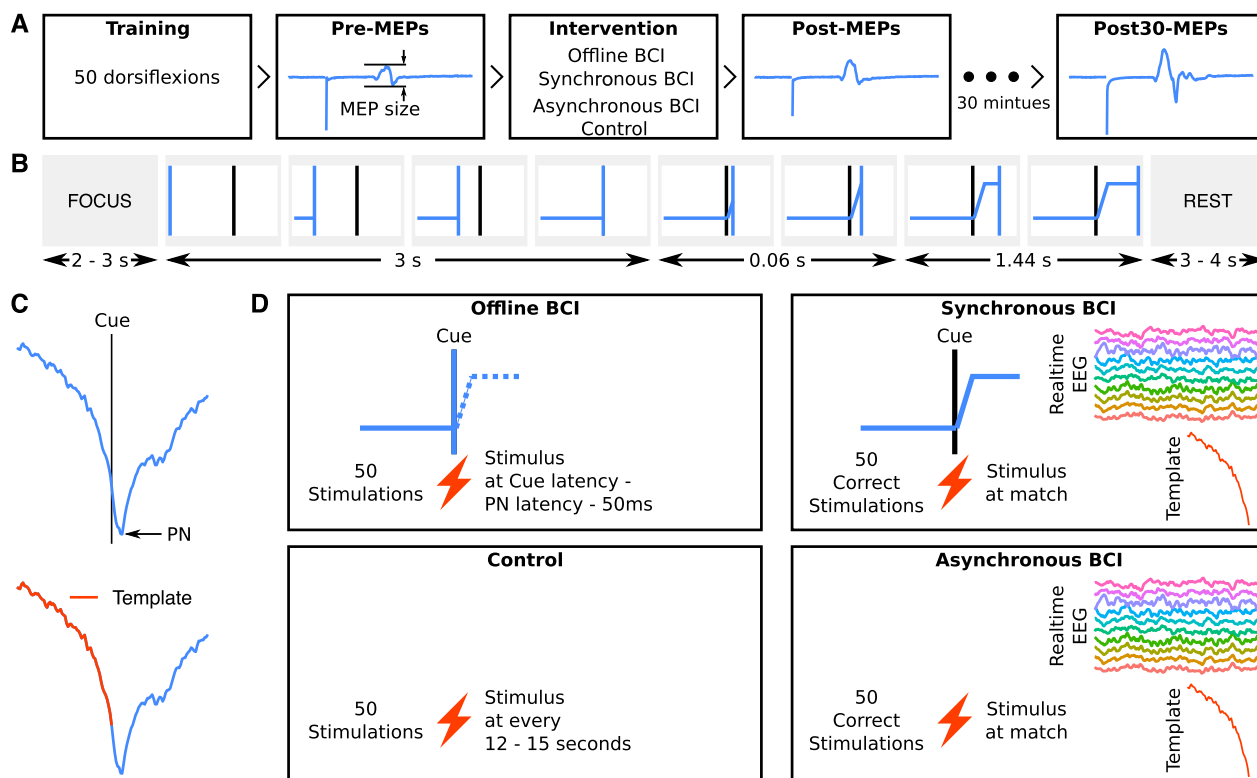 A
Training
50 dorsiflexions
Pre-MEPs
MEP size
Intervention
Offline BCI
Synchronous BCI
Asynchronous BCI
Control
Post-MEPs
30 mintues
Post30-MEPs
B
FOCUS
REST
2 - 3 s
3 s
0.06 s
1.44 s
3 - 4 s
C
Cue
PN
Template
D
Offline BCI
Cue
50
Stimulations
Stimulus
at Cue latency -
PN latency - 50ms
Synchronous BCI
Cue
Realtime
EEG
50
Correct
Stimulations
Stimulus
at match
Template
Control
50
Stimulations
Stimulus
at every
12 - 15 seconds
Asynchronous BCI
Realtime
EEG
50
Correct
Stimulations
Stimulus
at match
Template